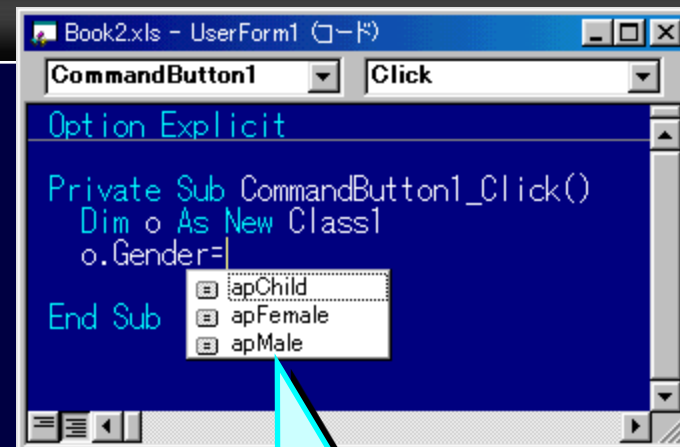 Book2.xls - UserForm1 (コード)
CommandButton1 Click
Option Explicit
Private Sub CommandButton1_Click()
Dim o As New Class1
o.Gender=
apChild
apFemale
apMale
End Sub